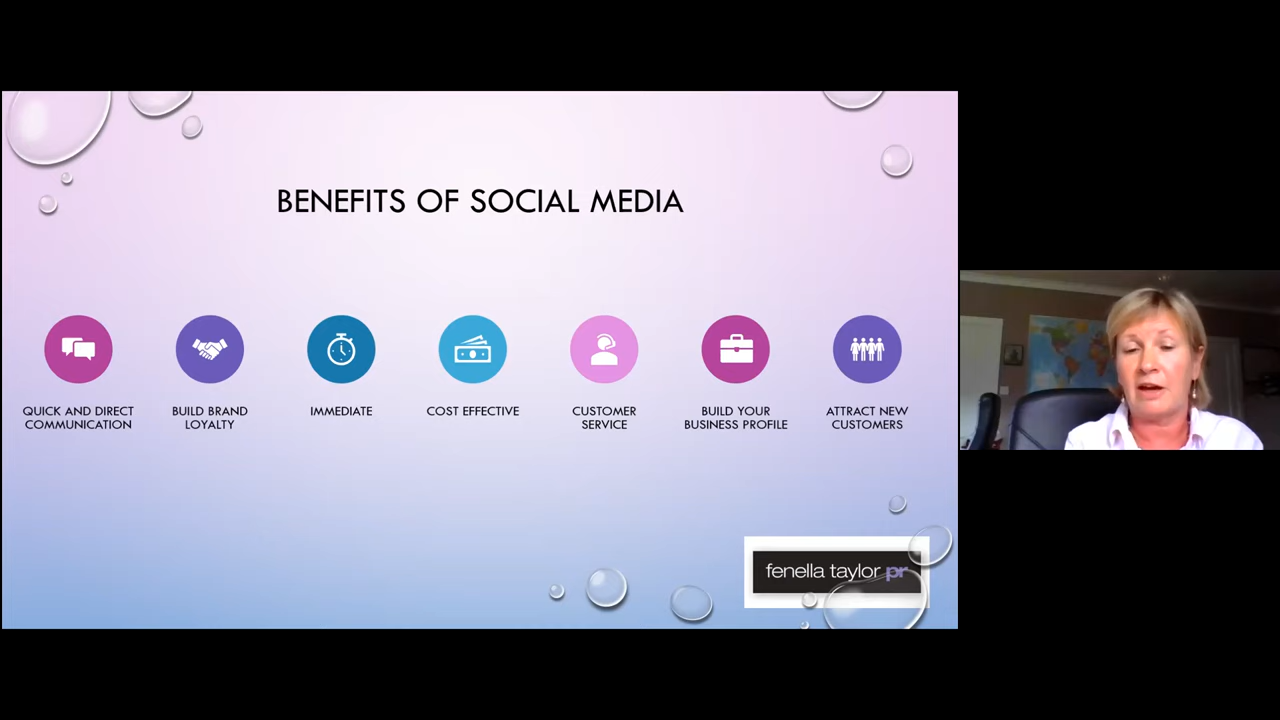 BENEFITS OF SOCIAL MEDIA
QUICK AND DIRECT
COMMUNICATION
BUILD BRAND
LOYALTY
IMMEDIATE
COST EFFECTIVE
CUSTOMER
SERVICE
BUILD YOUR
BUSINESS PROFILE
ATTRACT NEW
CUSTOMERS
fenella taylor pr